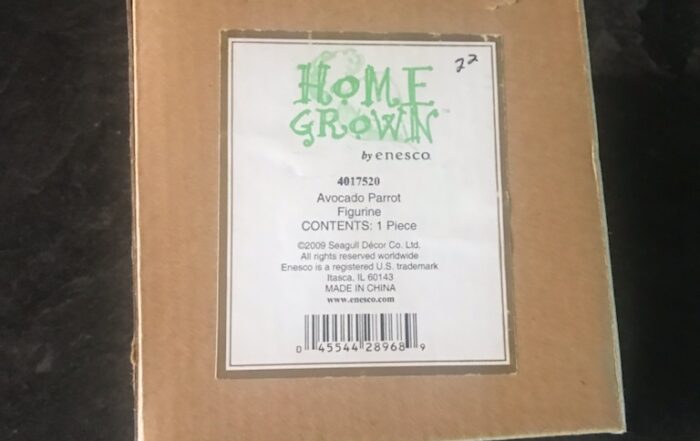 22
HOME
GROWN™
by enesco
4017520
Avocado Parrot
Figurine
CONTENTS: 1 Piece
©2009 Seagull Décor Co. Ltd.
All rights reserved worldwide
Enesco is a registered U.S. trademark
Itasca, IL 60143
MADE IN CHINA
www.enesco.com
0 45544 28968 9